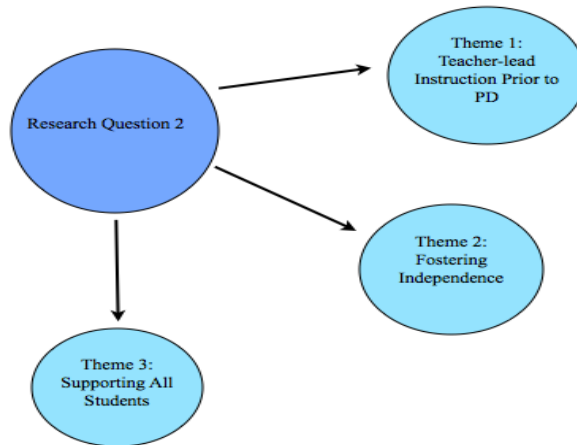 Research Question 2
Theme 1:
Teacher-lead
Instruction Prior to
PD
Theme 2:
Fostering
Independence
Theme 3:
Supporting All
Students